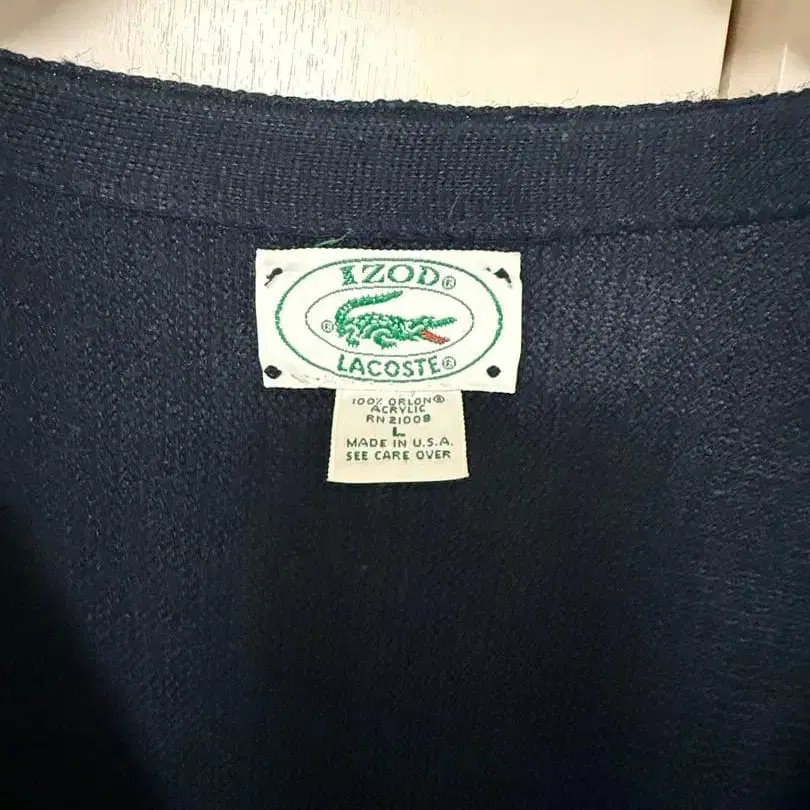 IZOD®
®
LACOSTE®
100% ORLON®
ACRYLIC
RN 21009
L
MADE IN U.S.A.
SEE CARE OVER